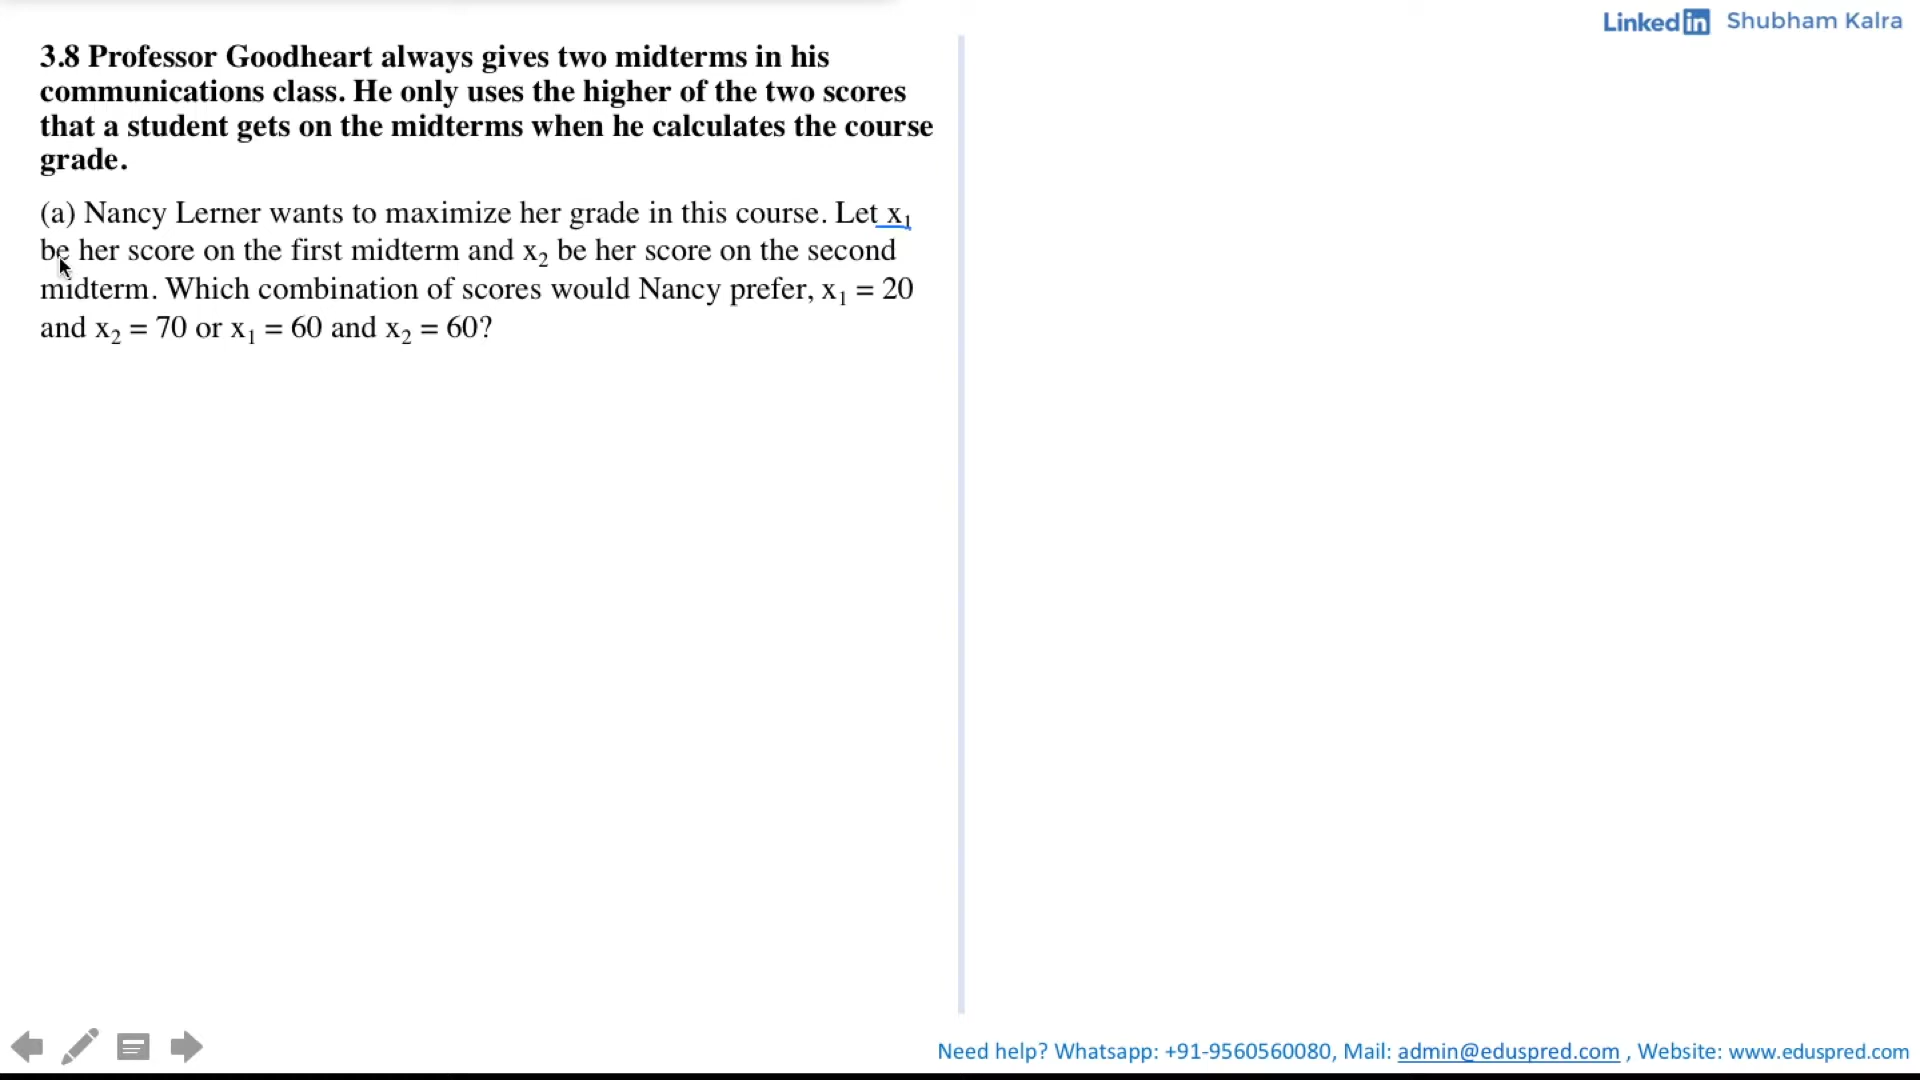 Linked in Shubham Kalra
3.8 Professor Goodheart always gives two midterms in his
communications class. He only uses the higher of the two scores
that a student gets on the midterms when he calculates the course
grade.
(a) Nancy Lerner wants to maximize her grade in this course. Let x₁
be her score on the first midterm and x₂ be her score on the second
midterm. Which combination of scores would Nancy prefer, x₁ = 20
and x₂ = 70 or x₁ = 60 and x₂ = 60?
Need help? Whatsapp: +91-9560560080, Mail: admin@eduspred.com , Website: www.eduspred.com